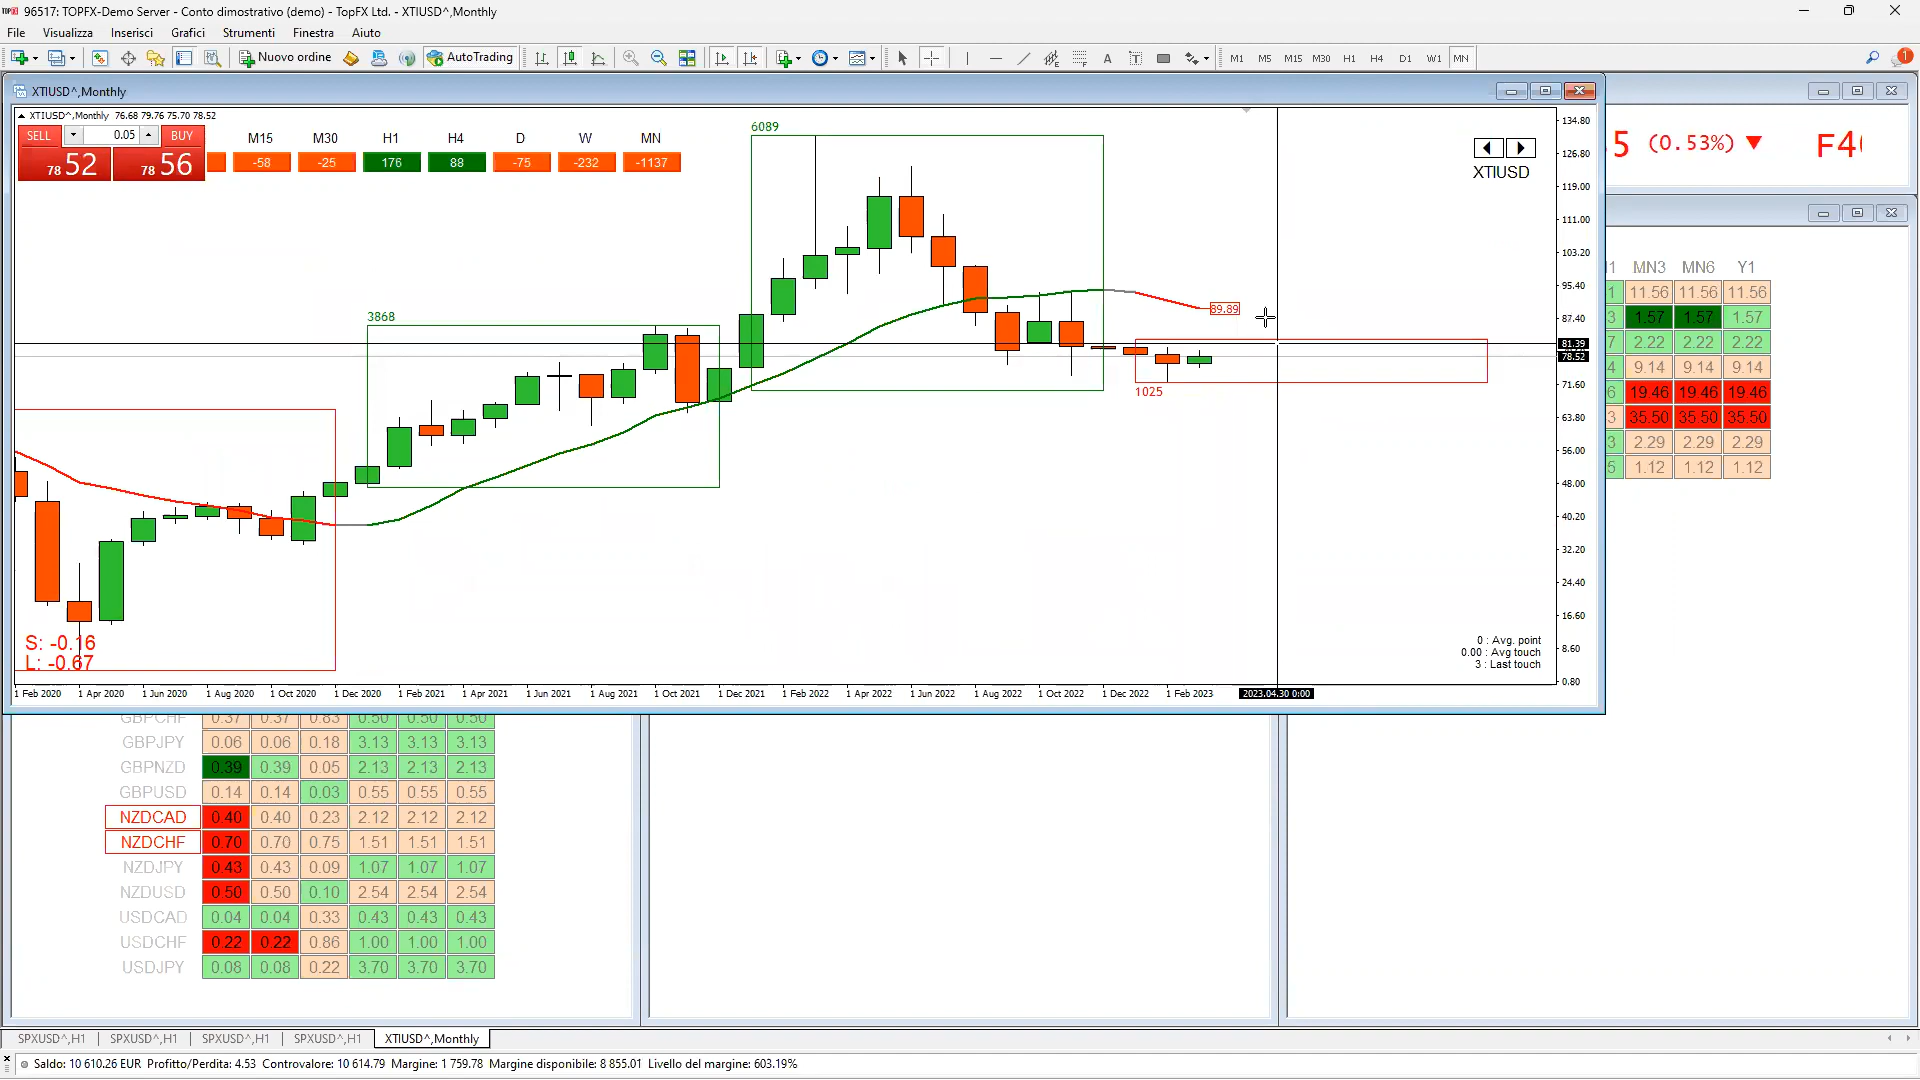 96517: TOPFX-Demo Server - Conto dimostrativo (demo) - TopFX Ltd. - XTIUSD^,Monthly
File Visualizza Inserisci Grafici Strumenti Finestra Aiuto
Nuovo ordine AutoTrading A T M1 M5 M15 M30 H1 H4 D1 W1 MN 1
XTIUSD^,Monthly
XTIUSD^,Monthly 76.68 79.76 75.70 78.52
SELL 0.05 BUY
78 52 78 56
M15 M30 H1 H4 D W MN
-58 -25 176 88 -75 -232 -1137
6089
3868
1025
89.89
XTIUSD
5 (0.53%) ▼ F4
134.80
126.80
119.00
111.00
103.20
95.40
87.40
81.39
78.52
71.60
63.80
56.00
48.00
40.20
32.20
24.40
16.60
8.60
0.80
S: -0.16
L: -0.67
0 : Avg. point
0.00 : Avg touch
3 : Last touch
1 Feb 2020 1 Apr 2020 1 Jun 2020 1 Aug 2020 1 Oct 2020 1 Dec 2020 1 Feb 2021 1 Apr 2021 1 Jun 2021 1 Aug 2021 1 Oct 2021 1 Dec 2021 1 Feb 2022 1 Apr 2022 1 Jun 2022 1 Aug 2022 1 Oct 2022 1 Dec 2022 1 Feb 2023 2023.04.30 0:00
MN3 MN6 Y1
11.56 11.56 11.56
1.57 1.57 1.57
2.22 2.22 2.22
9.14 9.14 9.14
19.46 19.46 19.46
35.50 35.50 35.50
2.29 2.29 2.29
1.12 1.12 1.12
GBPCHF 0.37 0.37 0.83 0.50 0.50 0.50
GBPJPY 0.06 0.06 0.18 3.13 3.13 3.13
GBPNZD 0.39 0.39 0.05 2.13 2.13 2.13
GBPUSD 0.14 0.14 0.03 0.55 0.55 0.55
NZDCAD 0.40 0.40 0.23 2.12 2.12 2.12
NZDCHF 0.70 0.70 0.75 1.51 1.51 1.51
NZDJPY 0.43 0.43 0.09 1.07 1.07 1.07
NZDUSD 0.50 0.50 0.10 2.54 2.54 2.54
USDCAD 0.04 0.04 0.33 0.43 0.43 0.43
USDCHF 0.22 0.22 0.86 1.00 1.00 1.00
USDJPY 0.08 0.08 0.22 3.70 3.70 3.70
SPXUSD^,H1 SPXUSD^,H1 SPXUSD^,H1 SPXUSD^,H1 XTIUSD^,Monthly
Saldo: 10 610.26 EUR Profitto/Perdita: 4.53 Controvalore: 10 614.79 Margine: 1 759.78 Margine disponibile: 8 855.01 Livello del margine: 603.19%